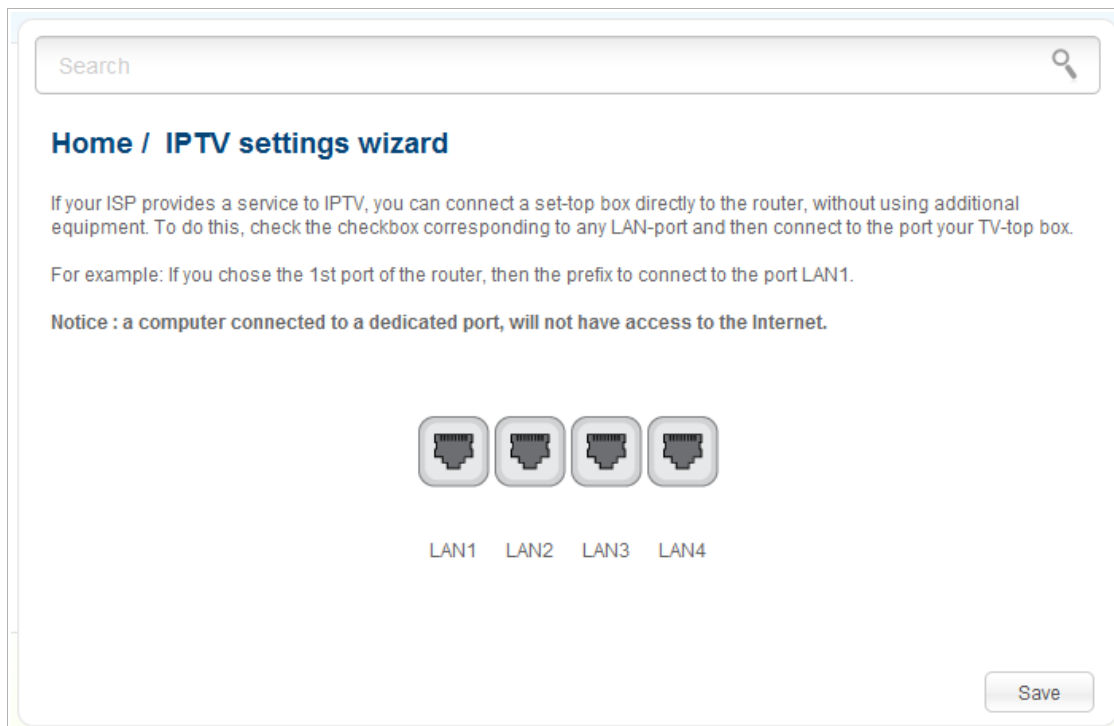 Search
Home / IPTV settings wizard
If your ISP provides a service to IPTV, you can connect a set-top box directly to the router, without using additional
equipment. To do this, check the checkbox corresponding to any LAN-port and then connect to the port your TV-top box.
For example: If you chose the 1st port of the router, then the prefix to connect to the port LAN1.
Notice : a computer connected to a dedicated port, will not have access to the Internet.
LAN1 LAN2 LAN3 LAN4
Save